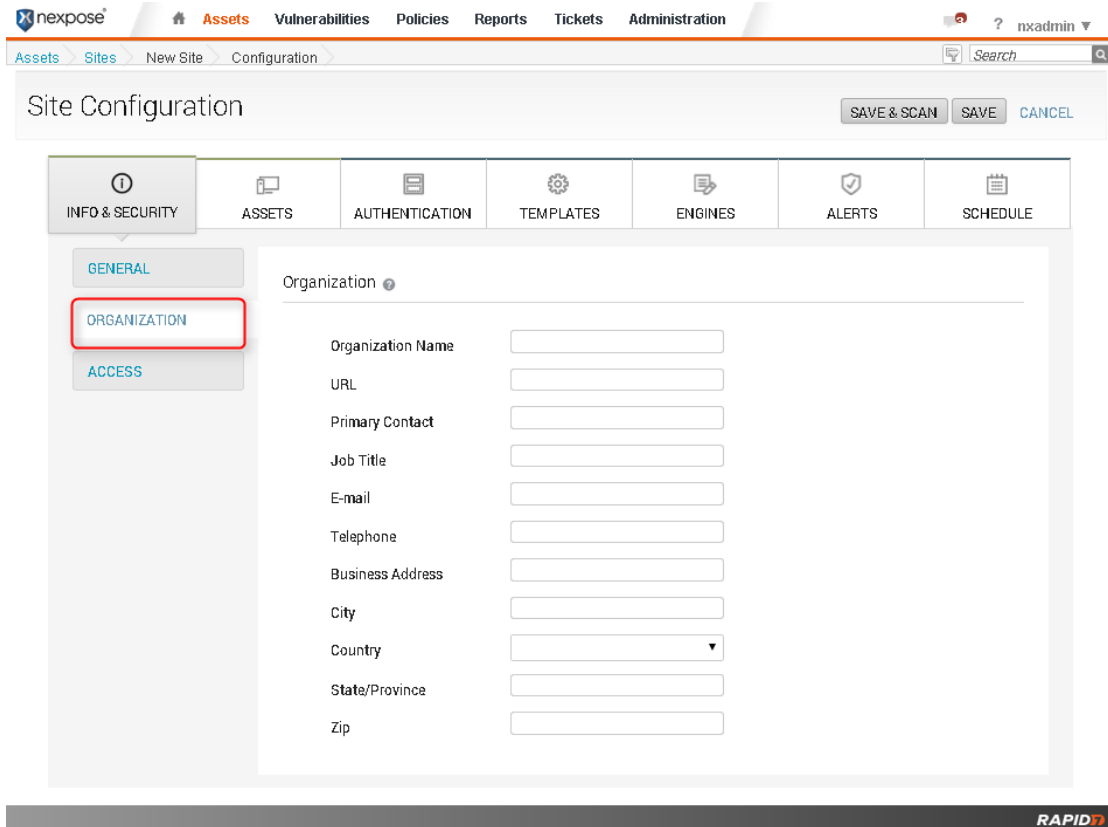 nexpose® Assets Vulnerabilities Policies Reports Tickets Administration 3 ? nxadmin ▼
Assets Sites New Site Configuration Search
Site Configuration SAVE & SCAN SAVE CANCEL
INFO & SECURITY ASSETS AUTHENTICATION TEMPLATES ENGINES ALERTS SCHEDULE
GENERAL
ORGANIZATION
ACCESS
Organization ?
Organization Name
URL
Primary Contact
Job Title
E-mail
Telephone
Business Address
City
Country
State/Province
Zip
RAPID7